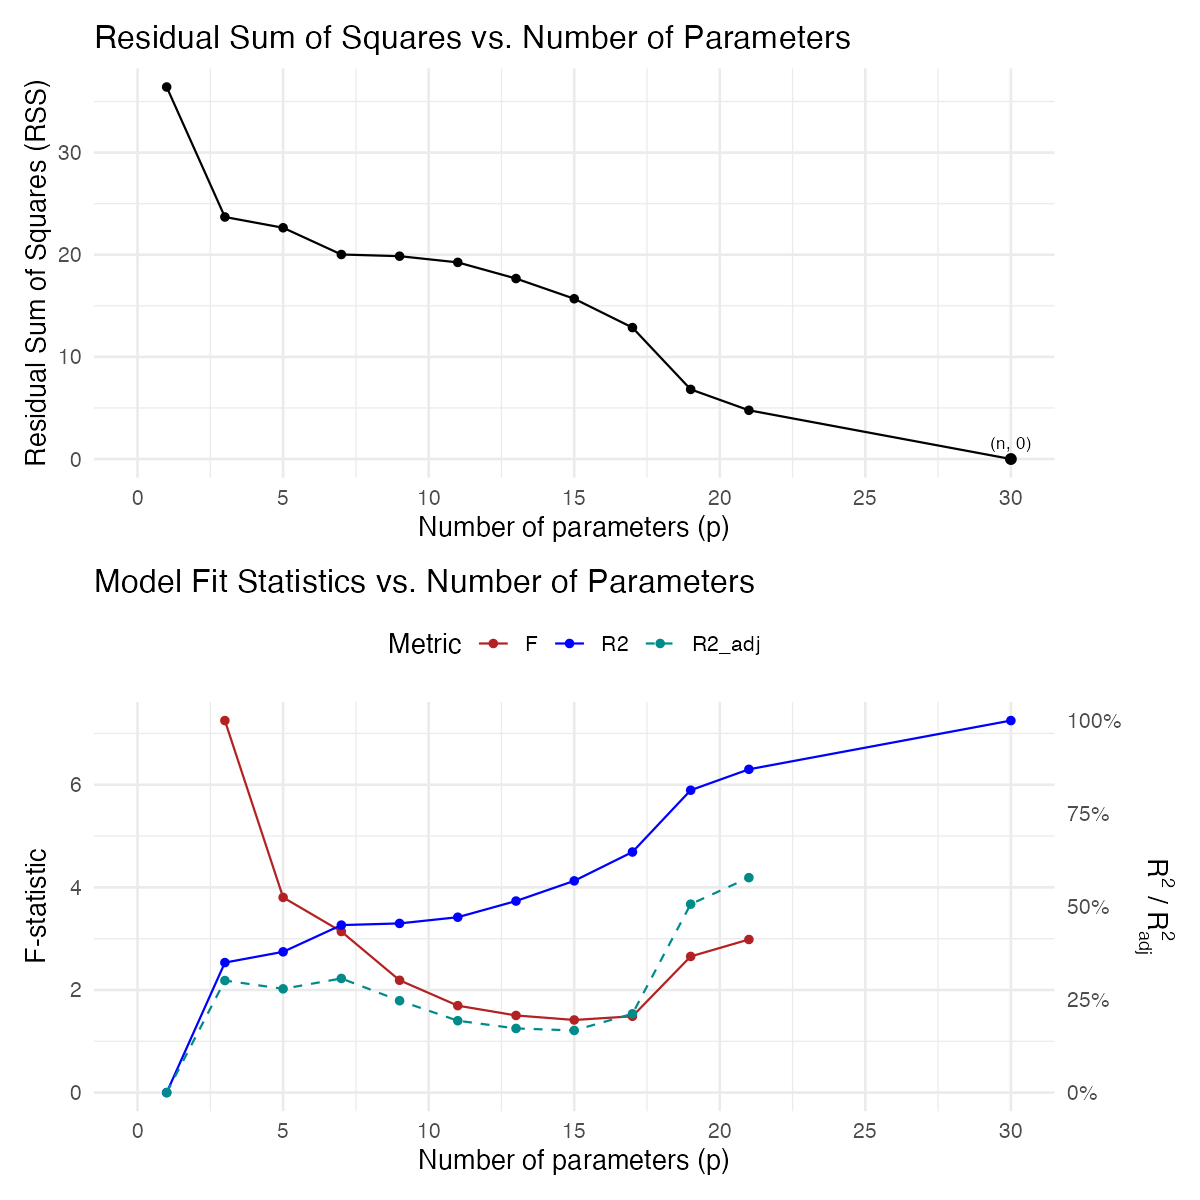 Residual Sum of Squares vs. Number of Parameters
Residual Sum of Squares (RSS)
30
20
10
0
(n, 0)
0 5 10 15 20 25 30
Number of parameters (p)
Model Fit Statistics vs. Number of Parameters
Metric F R2 R2_adj
F-statistic
6
4
2
0
100%
75%
50%
25%
0%
R² / R²adj
0 5 10 15 20 25 30
Number of parameters (p)